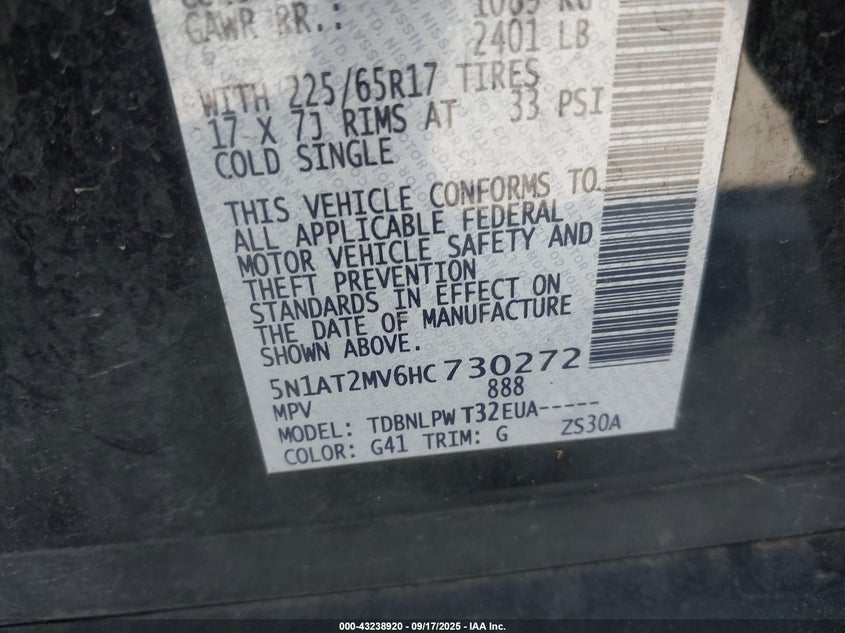 GAWR RR.: 1089 KG
2401 LB
WITH 225/65R17 TIRES
17 X 7J RIMS AT 33 PSI
COLD SINGLE
THIS VEHICLE CONFORMS TO
ALL APPLICABLE FEDERAL
MOTOR VEHICLE SAFETY AND
THEFT PREVENTION
STANDARDS IN EFFECT ON
THE DATE OF MANUFACTURE
SHOWN ABOVE.
5N1AT2MV6HC730272
MPV 888
MODEL: TDBNLPW T32EUA-----
COLOR: G41 TRIM: G ZS30A
000-43238920 - 09/17/2025 - IAA Inc.